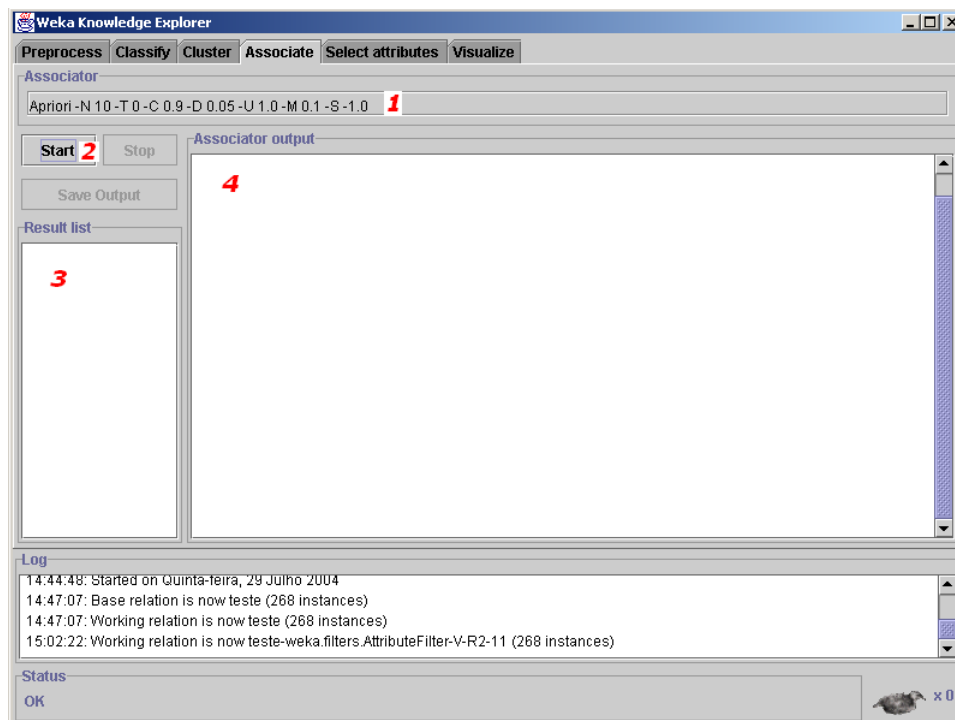 Weka Knowledge Explorer
Preprocess Classify Cluster Associate Select attributes Visualize
Associator
Apriori -N 10 -T 0 -C 0.9 -D 0.05 -U 1.0 -M 0.1 -S -1.0 1
Start 2 Stop
Save Output
Result list
3
Associator output
4
Log
14:44:48: Started on Quinta-feira, 29 Julho 2004
14:47:07: Base relation is now teste (268 instances)
14:47:07: Working relation is now teste (268 instances)
15:02:22: Working relation is now teste-weka.filters.AttributeFilter-V-R2-11 (268 instances)
Status
OK
x 0